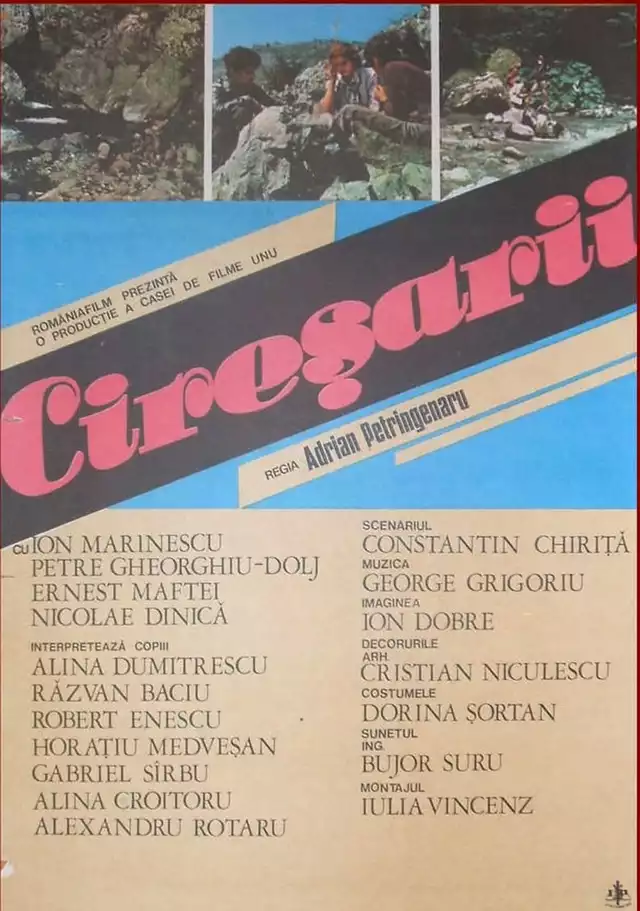 ROMÂNIAFILM PREZINTĂ
O PRODUCȚIE A CASEI DE FILME UNU
Cireșarii
REGIA Adrian Petringenaru
CU ION MARINESCU
PETRE GHEORGHIU-DOLJ
ERNEST MAFTEI
NICOLAE DINICĂ
INTERPRETEAZĂ COPIII
ALINA DUMITRESCU
RĂZVAN BACIU
ROBERT ENESCU
HORAȚIU MEDVEȘAN
GABRIEL SÎRBU
ALINA CROITORU
ALEXANDRU ROTARU
SCENARIUL
CONSTANTIN CHIRIȚĂ
MUZICA
GEORGE GRIGORIU
IMAGINEA
ION DOBRE
DECORURILE
ARH.
CRISTIAN NICULESCU
COSTUMELE
DORINA ȘORTAN
SUNETUL
ING.
BUJOR SURU
MONTAJUL
IULIA VINCENZ